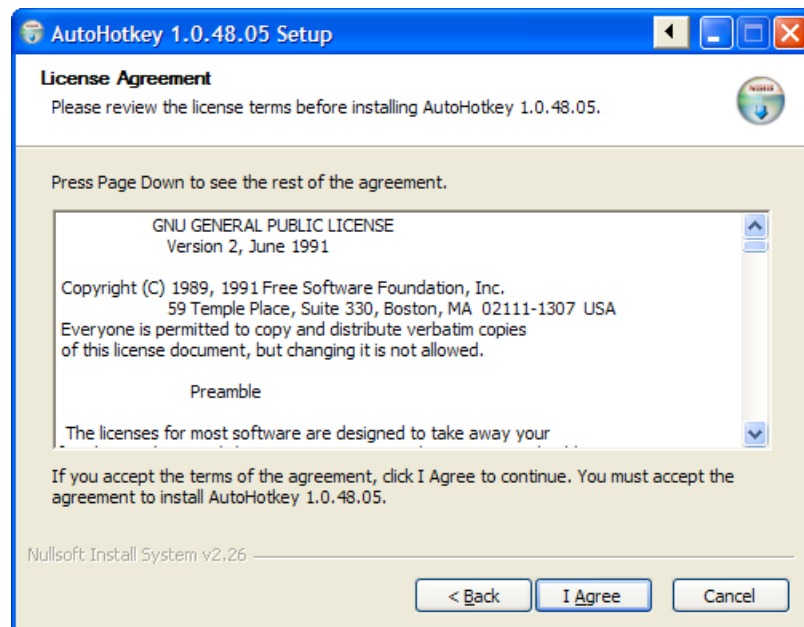 AutoHotkey 1.0.48.05 Setup
License Agreement
Please review the license terms before installing AutoHotkey 1.0.48.05.
Press Page Down to see the rest of the agreement.
GNU GENERAL PUBLIC LICENSE
Version 2, June 1991
Copyright (C) 1989, 1991 Free Software Foundation, Inc.
59 Temple Place, Suite 330, Boston, MA  02111-1307  USA
Everyone is permitted to copy and distribute verbatim copies
of this license document, but changing it is not allowed.
Preamble
The licenses for most software are designed to take away your
If you accept the terms of the agreement, click I Agree to continue. You must accept the
agreement to install AutoHotkey 1.0.48.05.
Nullsoft Install System v2.26
< Back
I Agree
Cancel